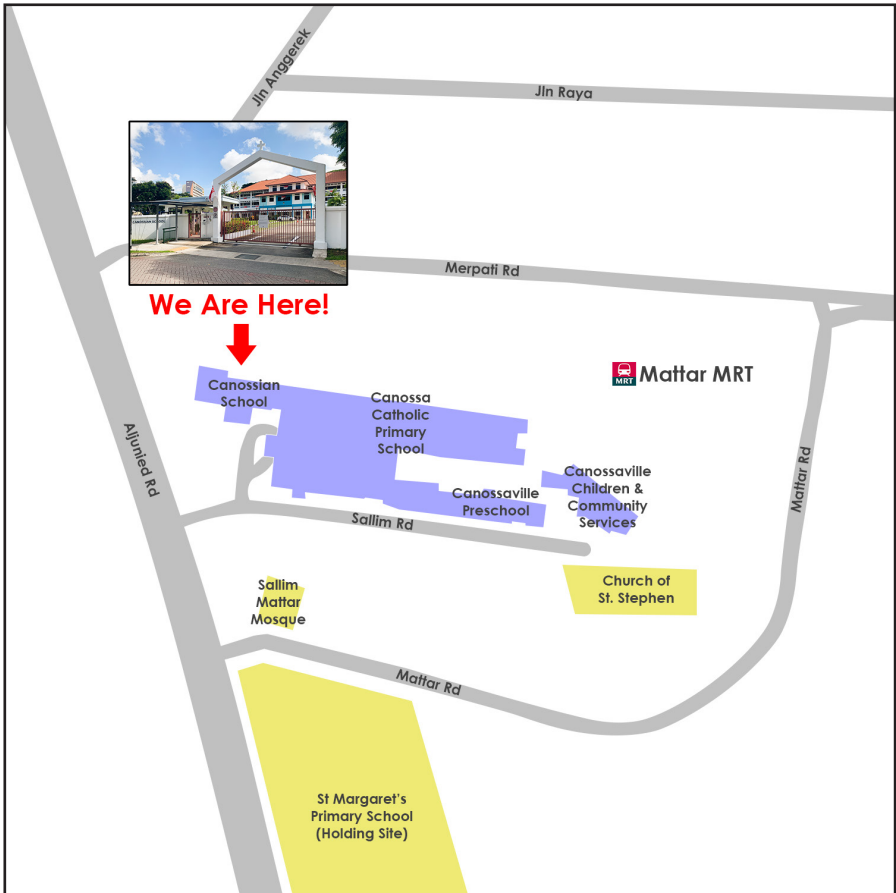 Jln Anggerek
Jln Raya
Merpati Rd
We Are Here!
MRT
Mattar MRT
Canossian
School
Canossa
Catholic
Primary
School
Aljunied Rd
Mattar Rd
Canossaville
Children &
Community
Services
Canossaville
Preschool
Sallim Rd
Church of
St. Stephen
Sallim
Mattar
Mosque
Mattar Rd
St Margaret's
Primary School
(Holding Site)